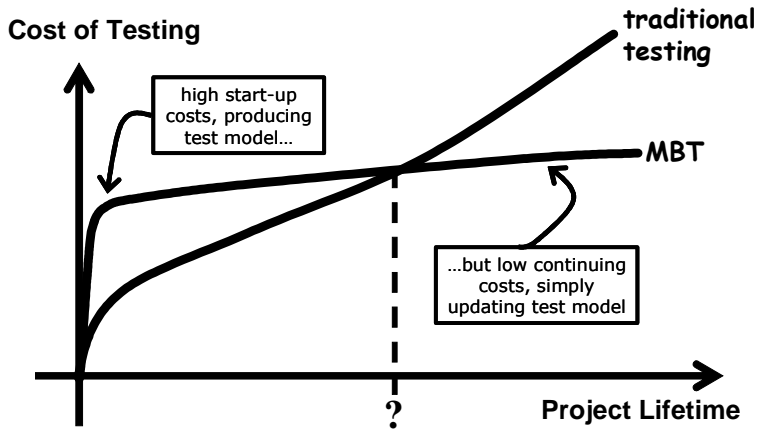 Cost of Testing
traditional
testing
high start-up
costs, producing
test model...
MBT
...but low continuing
costs, simply
updating test model
?
Project Lifetime